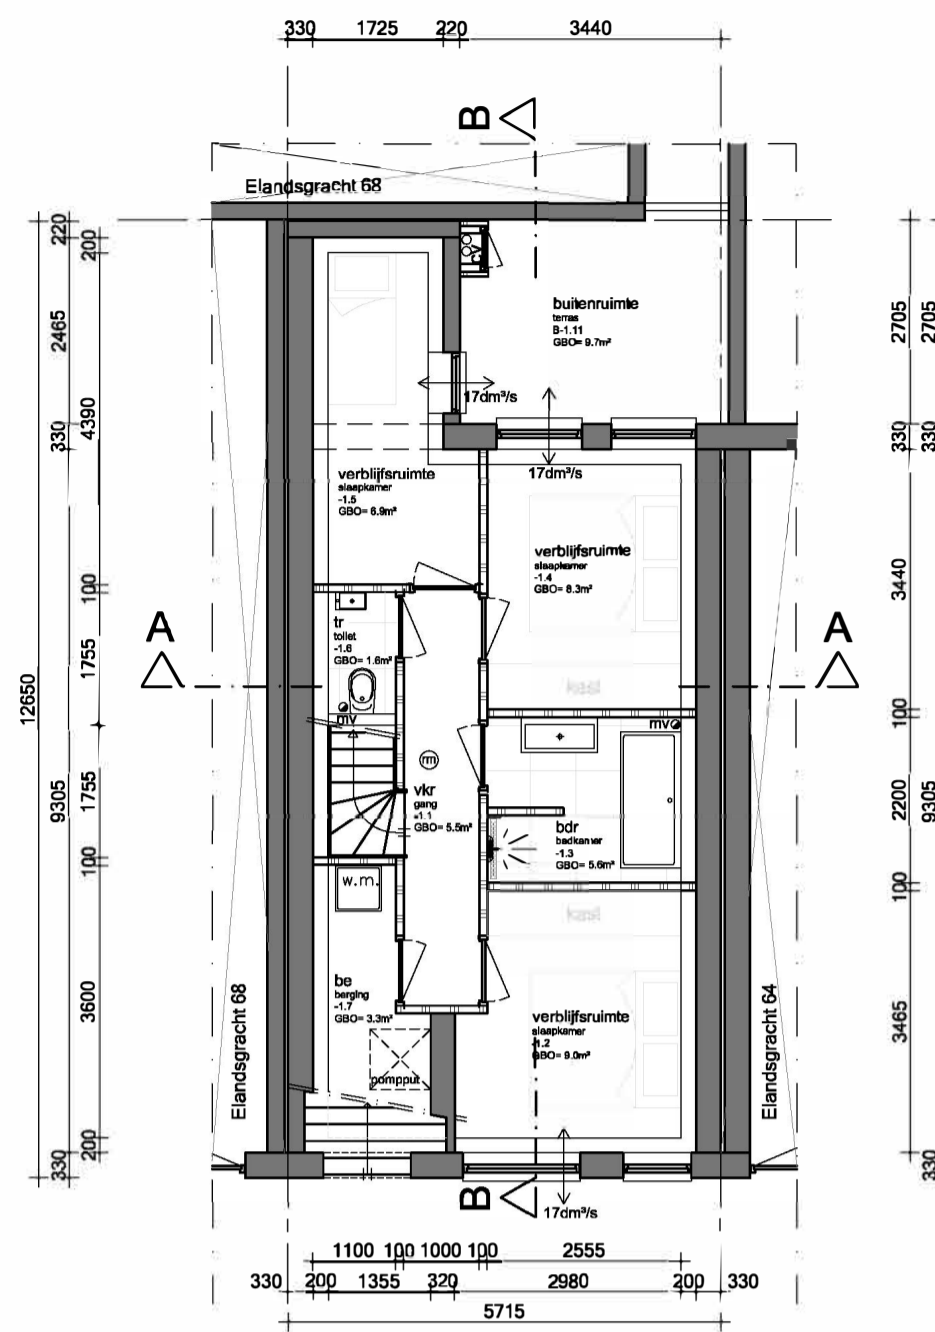 330 1725 220 3440
B
Elandsgracht 68
c.v.
buitenruimte
terras
B-1.11
GBO= 9.7m²
17dm³/s
17dm³/s
verblijfsruimte
slaapkamer
-1.5
GBO= 6.9m²
verblijfsruimte
slaapkamer
-1.4
GBO= 8.3m²
kast
tr
toilet
-1.6
GBO= 1.6m²
mv
mv
rm
vkr
gang
-1.1
GBO= 5.5m²
bdr
badkamer
-1.3
GBO= 5.6m²
w.m.
kast
be
berging
-1.7
GBO= 3.3m²
pompput
verblijfsruimte
slaapkamer
-1.2
GBO= 9.0m²
Elandsgracht 68
Elandsgracht 64
A
A
B
17dm³/s
12650
220
330
9305
330
2465
200
4390
100
1755
1755
100
3600
200
2705
330
3440
100
2200
100
3465
2705
330
9305
330
1100 100 1000 100 2555
330 200 1355 320 2980 200 330
5715